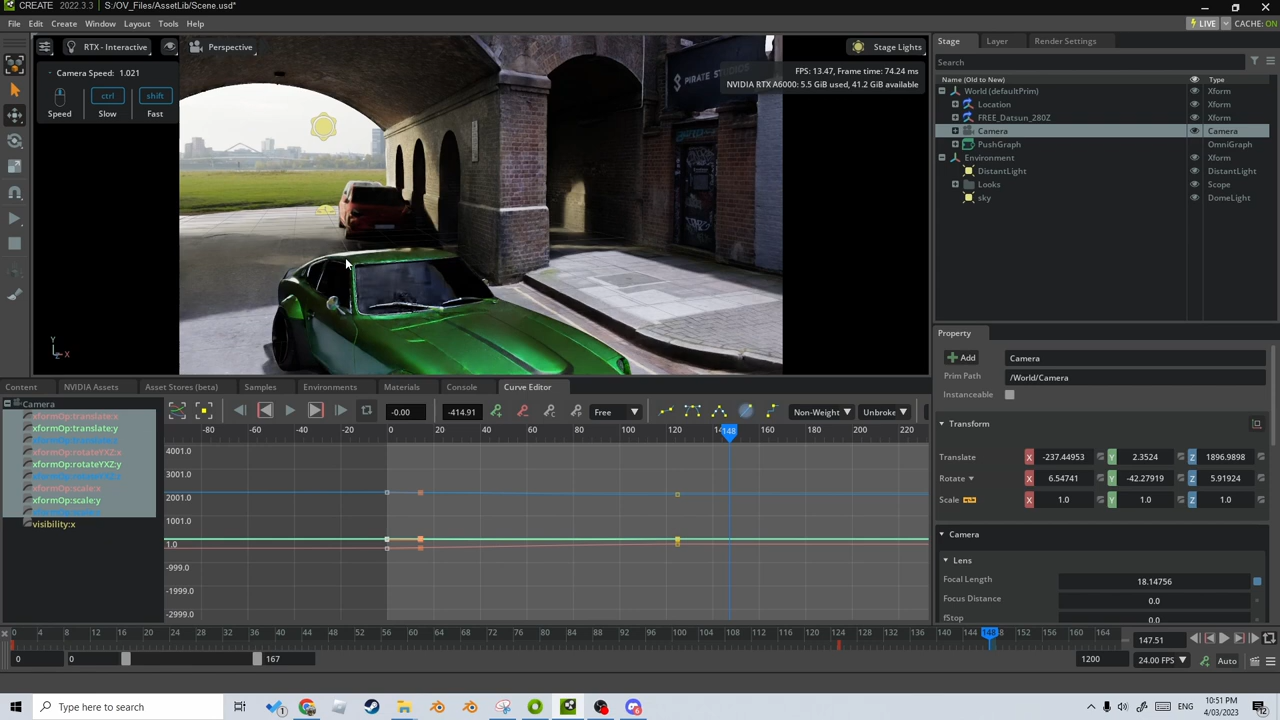 CREATE 2022.3.3 S:/OV_Files/AssetLib/Scene.usd*
File Edit Create Window Layout Tools Help
LIVE CACHE: ON
RTX - Interactive
Perspective
Stage Lights
Camera Speed: 1.021
ctrl shift
Speed Slow Fast
FPS: 13.47, Frame time: 74.24 ms
NVIDIA RTX A6000: 5.5 GiB used, 41.2 GiB available
PIRATE STUDIOS
Y
Z X
Stage Layer Render Settings
Search
Name (Old to New) Type
World (defaultPrim) Xform
Location Xform
FREE_Datsun_280Z Xform
Camera Camera
PushGraph OmniGraph
Environment Xform
DistantLight DistantLight
Looks Scope
sky DomeLight
Property
Add Camera
Prim Path /World/Camera
Instanceable
Transform
Translate X -237.44953 Y 2.3524 Z 1896.9898
Rotate X 6.54741 Y -42.27919 Z 5.91924
Scale X 1.0 Y 1.0 Z 1.0
Camera
Lens
Focal Length 18.14756
Focus Distance 0.0
fStop 0.0
Content NVIDIA Assets Asset Stores (beta) Samples Environments Materials Console Curve Editor
Camera
xformOp:translate:x
xformOp:translate:y
xformOp:rotateYXZ:x
xformOp:rotateYXZ:y
xformOp:scale:x
xformOp:scale:y
visibility:x
-0.00 -414.91 Free Non-Weight Unbroke
-80 -60 -40 -20 0 20 40 60 80 100 120 148 160 180 200 220
4001.0
3001.0
2001.0
1001.0
1.0
-999.0
-1999.0
-2999.0
0 4 8 12 16 20 24 28 32 36 40 44 48 52 56 60 64 68 72 76 80 84 88 92 96 100 104 108 112 116 120 124 128 132 136 140 144 148 152 156 160 164
147.51
0 0 167 1200 24.00 FPS Auto
Type here to search
1
ENG
10:51 PM
4/03/2023
12